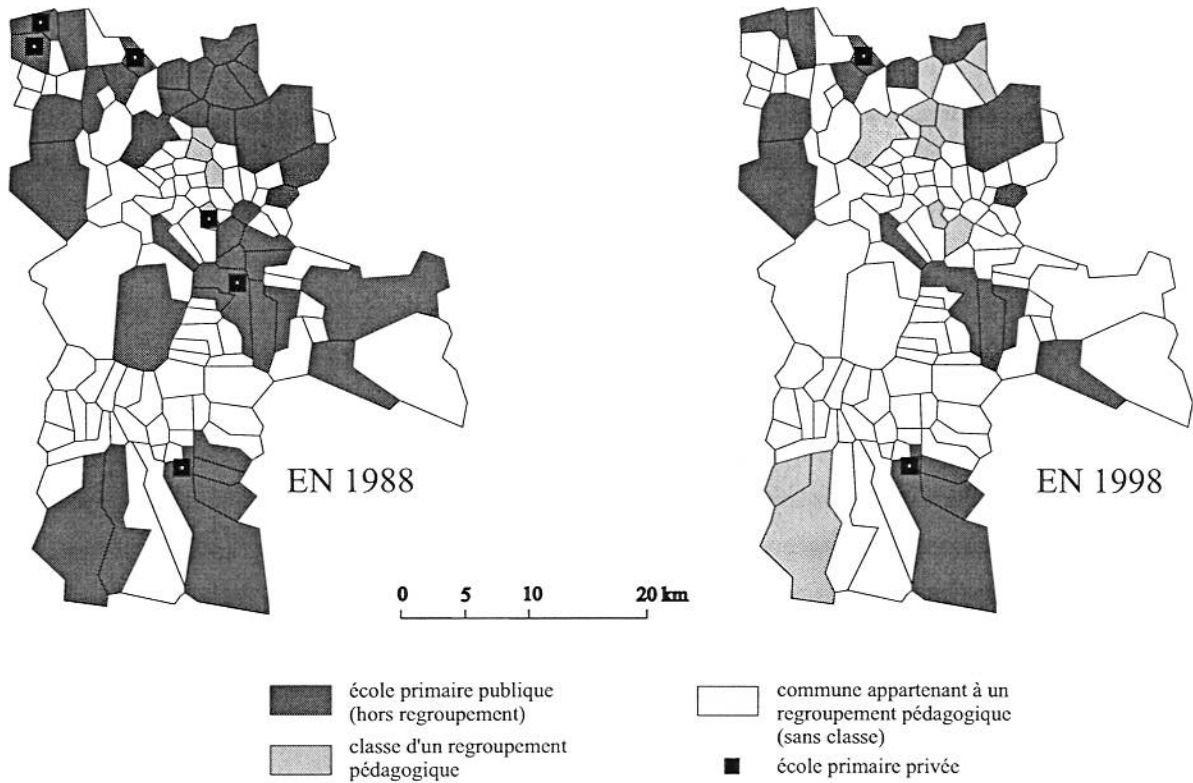 EN 1988
EN 1998
0 5 10 20 km
école primaire publique
(hors regroupement)
classe d'un regroupement
pédagogique
commune appartenant à un
regroupement pédagogique
(sans classe)
école primaire privée